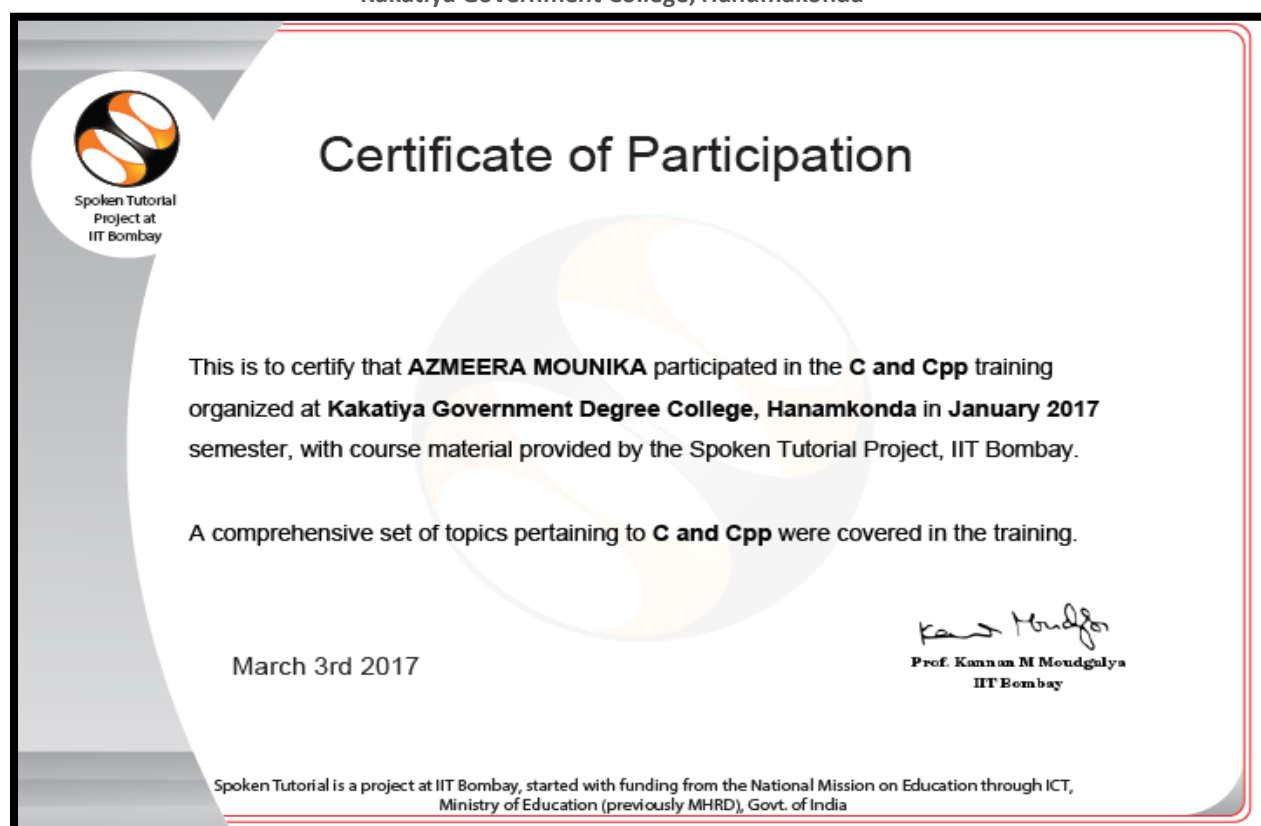 Kakatiya Government College, Hanamakonda
Spoken Tutorial
Project at
IIT Bombay
Certificate of Participation
This is to certify that AZMEERA MOUNIKA participated in the C and Cpp training
organized at Kakatiya Government Degree College, Hanamkonda in January 2017
semester, with course material provided by the Spoken Tutorial Project, IIT Bombay.
A comprehensive set of topics pertaining to C and Cpp were covered in the training.
March 3rd 2017
Prof. Kannan M Moudgalya
IIT Bombay
Spoken Tutorial is a project at IIT Bombay, started with funding from the National Mission on Education through ICT,
Ministry of Education (previously MHRD), Govt. of India